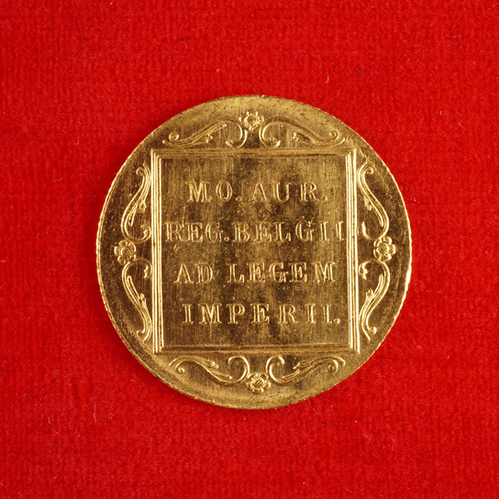 MO. AUR.
REG. BELGII
AD LEGEM
IMPERII.